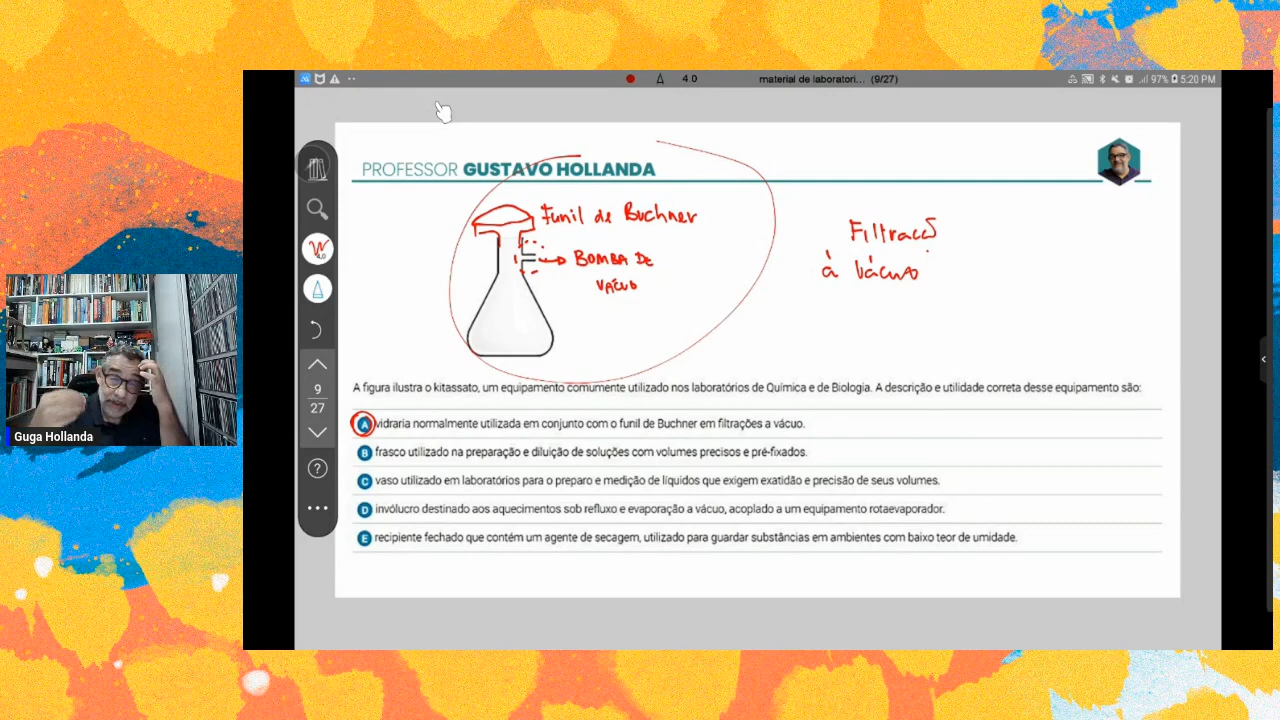 4.0
material de laboratori... (9/27)
97% 5:20 PM
PROFESSOR GUSTAVO HOLLANDA
Funil de Buchner
BOMBA DE
VÁCUO
Filtracã
à vácuo
4.0
9
27
Guga Hollanda
A figura ilustra o kitassato, um equipamento comumente utilizado nos laboratórios de Química e de Biologia. A descrição e utilidade correta desse equipamento são:
A vidraria normalmente utilizada em conjunto com o funil de Buchner em filtrações a vácuo.
B frasco utilizado na preparação e diluição de soluções com volumes precisos e pré-fixados.
C vaso utilizado em laboratórios para o preparo e medição de líquidos que exigem exatidão e precisão de seus volumes.
D invólucro destinado aos aquecimentos sob refluxo e evaporação a vácuo, acoplado a um equipamento rotaevaporador.
E recipiente fechado que contém um agente de secagem, utilizado para guardar substâncias em ambientes com baixo teor de umidade.